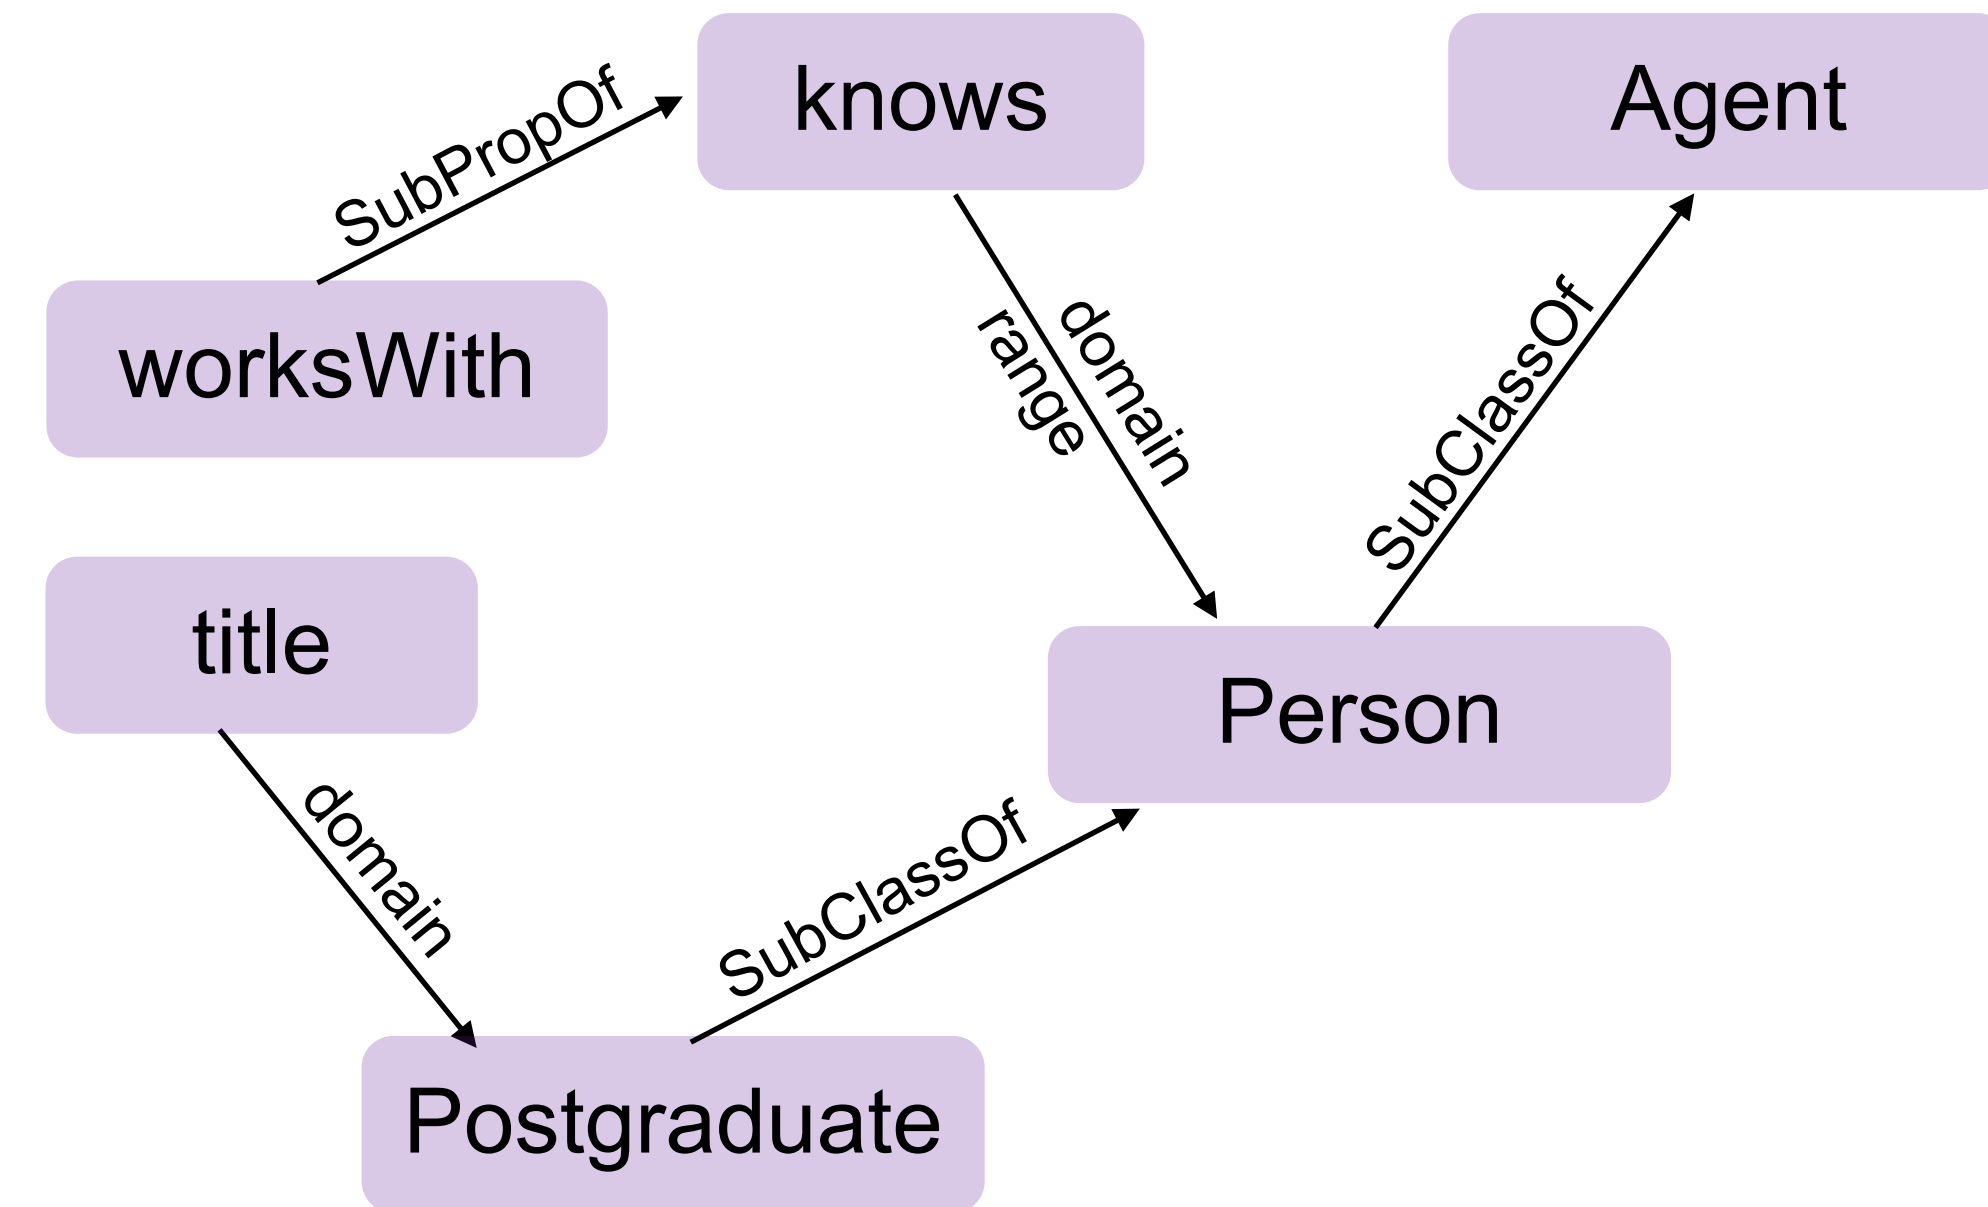 knows
Agent
SubPropOf
worksWith
domain
range
SubClassOf
title
Person
domain
SubClassOf
Postgraduate